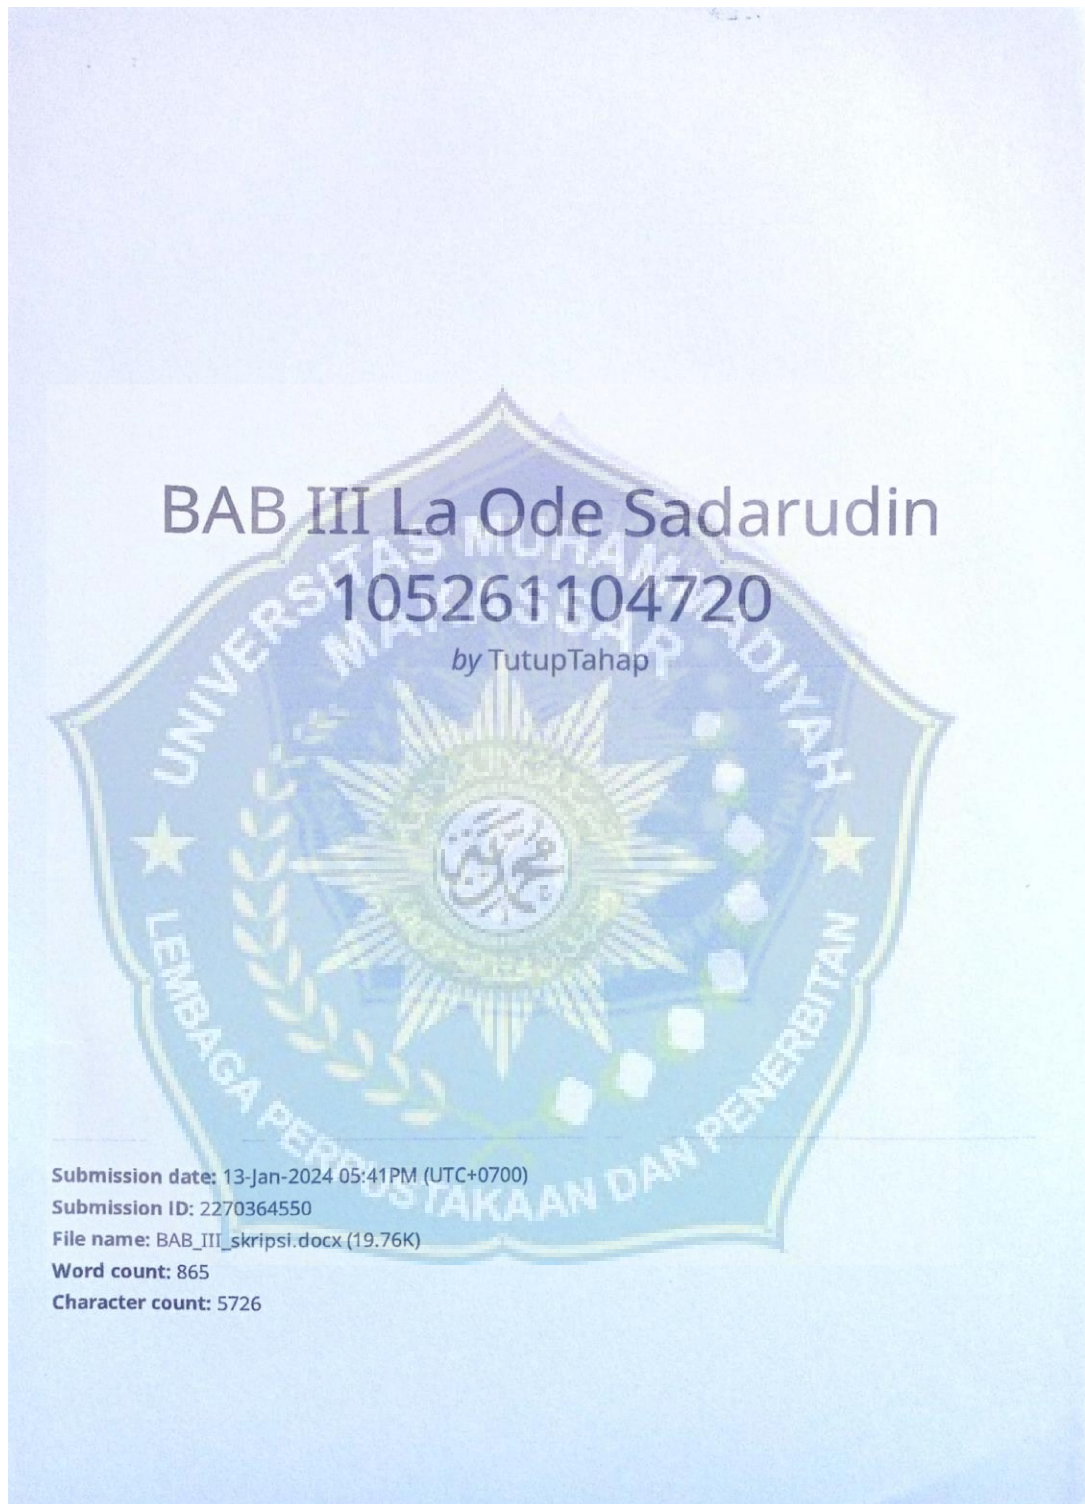 BAB III La Ode Sadarudin
105261104720
by TutupTahap
UNIVERSITAS MUHAMMADIYAH
MAKASSAR
LEMBAGA PERPUSTAKAAN DAN PENERBITAN
Submission date: 13-Jan-2024 05:41PM (UTC+0700)
Submission ID: 2270364550
File name: BAB_III_skripsi.docx (19.76K)
Word count: 865
Character count: 5726